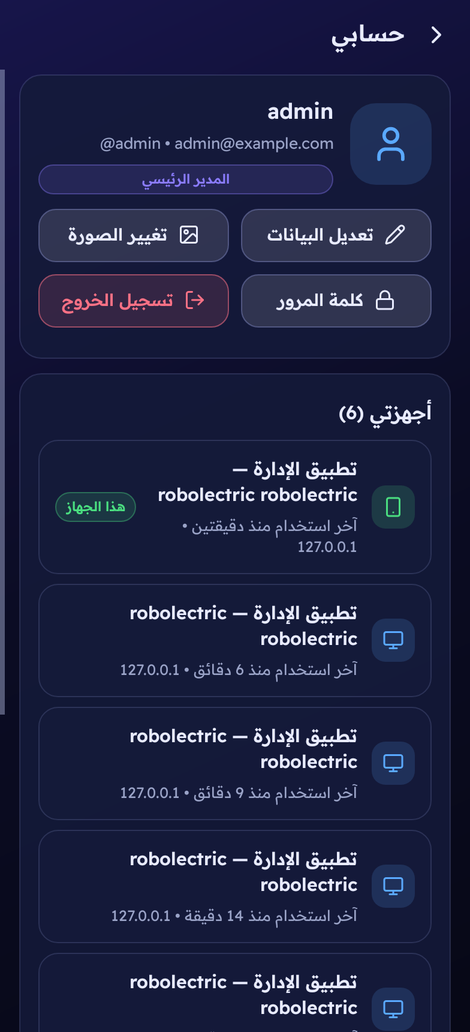 حسابي
admin
@admin • admin@example.com
المدير الرئيسي
تعديل البيانات
تغيير الصورة
كلمة المرور
تسجيل الخروج
أجهزتي (6)
تطبيق الإدارة —
robolectric robolectric
آخر استخدام منذ دقيقتين •
127.0.0.1
هذا الجهاز
تطبيق الإدارة — robolectric
robolectric
آخر استخدام منذ 6 دقائق • 127.0.0.1
تطبيق الإدارة — robolectric
robolectric
آخر استخدام منذ 9 دقائق • 127.0.0.1
تطبيق الإدارة — robolectric
robolectric
آخر استخدام منذ 14 دقيقة • 127.0.0.1
تطبيق الإدارة — robolectric
robolectric